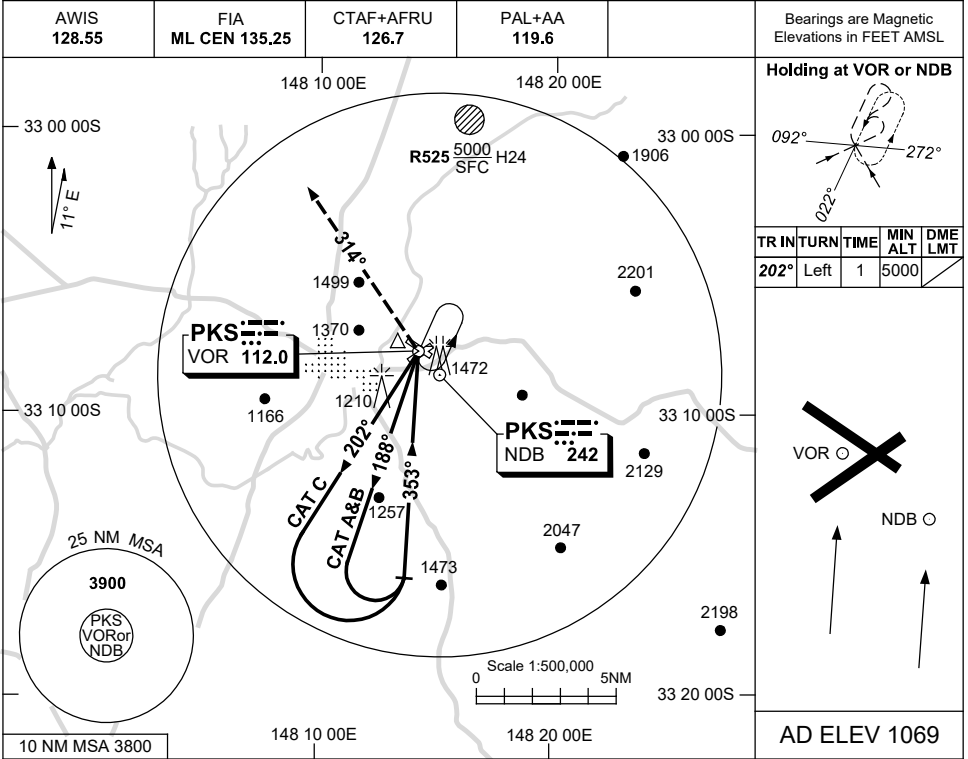 AWIS
128.55
FIA
ML CEN 135.25
CTAF+AFRU
126.7
PAL+AA
119.6
Bearings are Magnetic
Elevations in FEET AMSL
148 10 00E
148 20 00E
33 00 00S
33 00 00S
11° E
R525 5000 H24
SFC
1906
314°
1499
2201
1370
PKS
VOR 112.0
1472
1210
1166
33 10 00S
33 10 00S
PKS
NDB 242
2129
202°
188°
353°
CAT C
CAT A&B
1257
2047
1473
2198
25 NM MSA
3900
PKS
VORor
NDB
Scale 1:500,000
0 5NM
33 20 00S
10 NM MSA 3800
148 10 00E
148 20 00E
Holding at VOR or NDB
092°
272°
022°
TR IN TURN TIME MIN ALT DME LMT
202° Left 1 5000
VOR
NDB
AD ELEV 1069